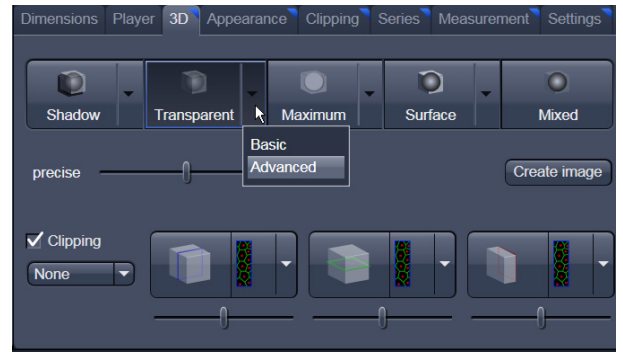 Dimensions Player 3D Appearance Clipping Series Measurement Settings
Shadow Transparent Maximum Surface Mixed
Basic
Advanced
precise
Create image
Clipping
None